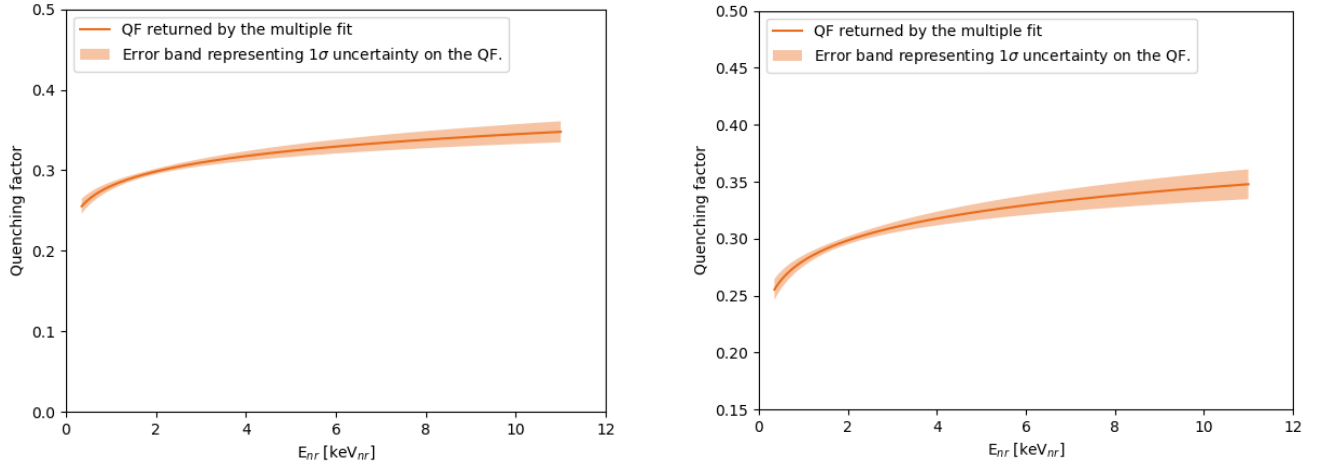 0.5
QF returned by the multiple fit
Error band representing 1σ uncertainty on the QF.
0.4
0.3
0.2
0.1
0.0
Quenching factor
0 2 4 6 8 10 12
E_nr [keV_nr]
0.50
QF returned by the multiple fit
Error band representing 1σ uncertainty on the QF.
0.45
0.40
0.35
0.30
0.25
0.20
0.15
Quenching factor
0 2 4 6 8 10 12
E_nr [keV_nr]